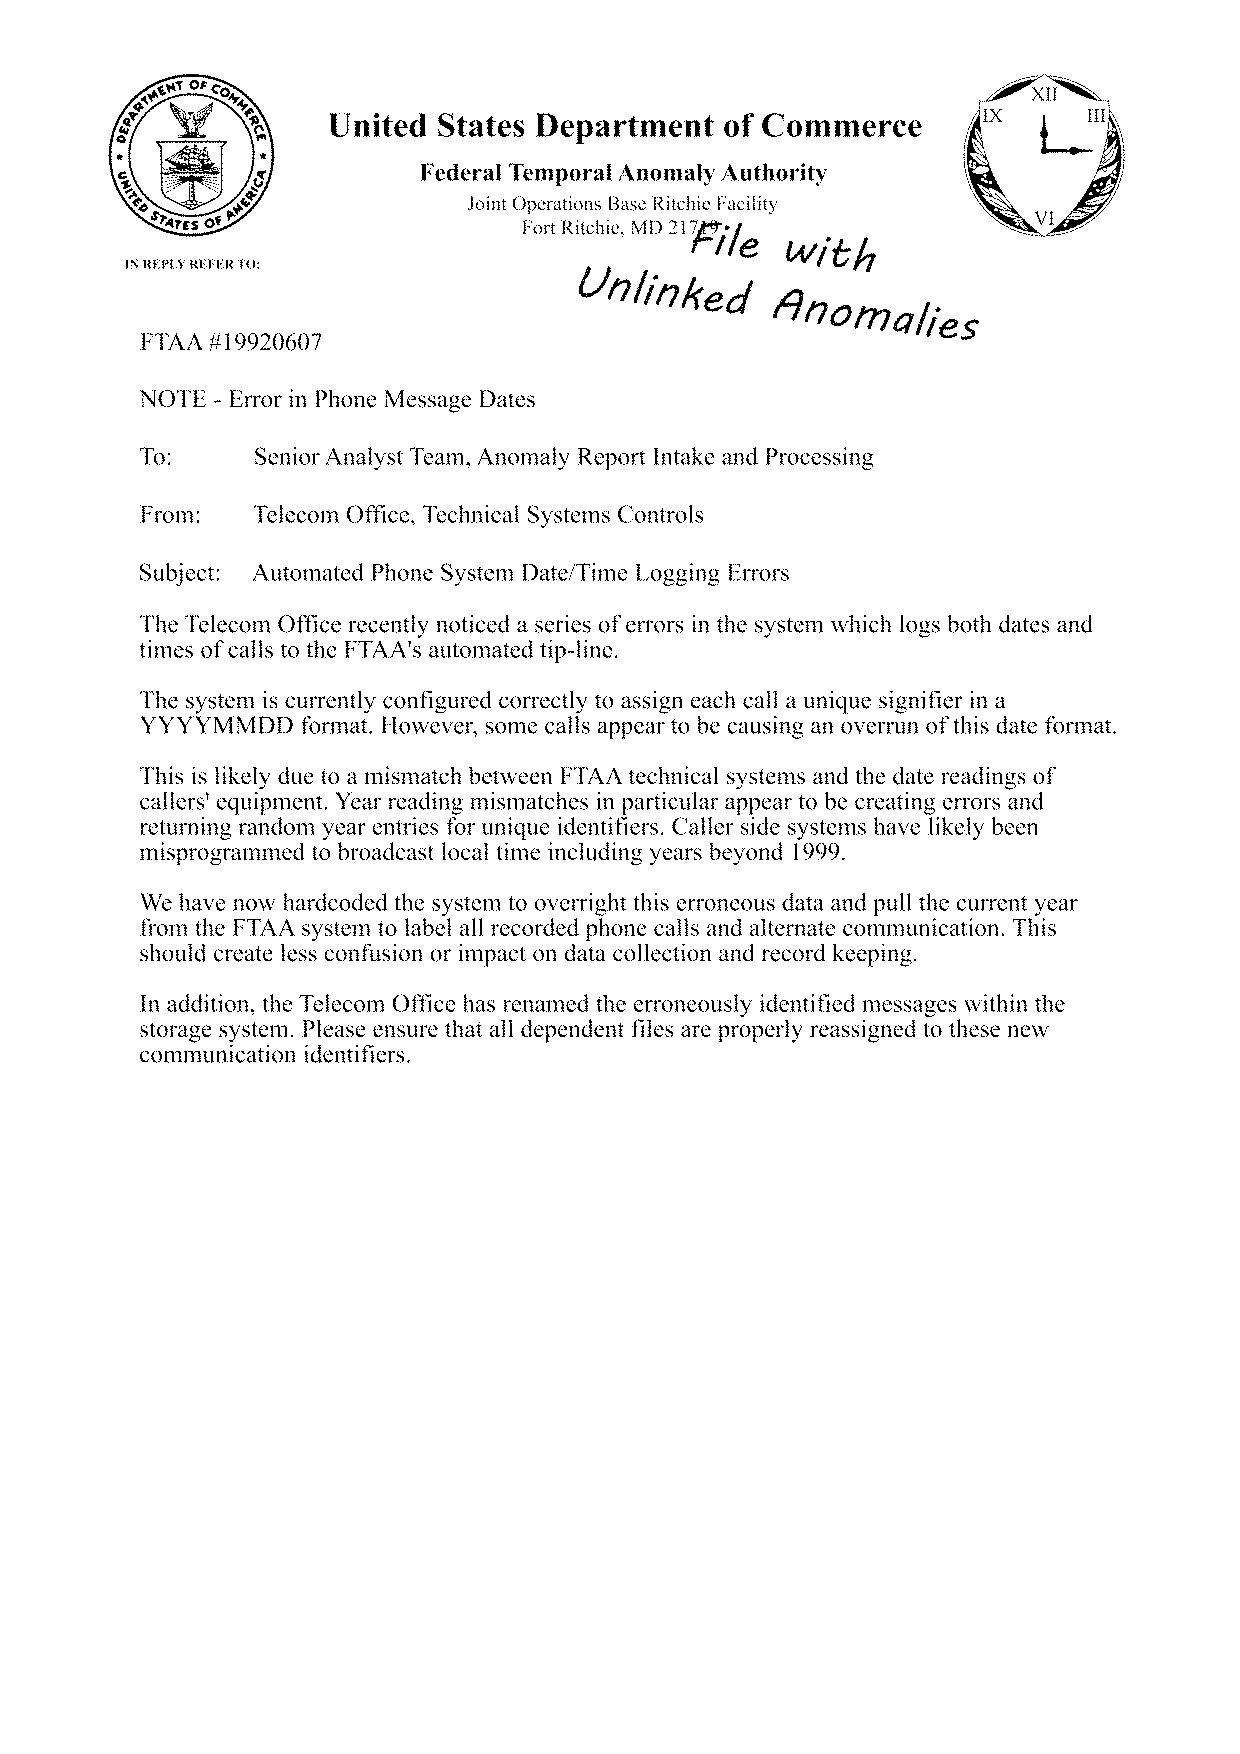 DEPARTMENT OF COMMERCE
UNITED STATES OF AMERICA
XII
IX
III
VI
United States Department of Commerce
Federal Temporal Anomaly Authority
Joint Operations Base Ritchie Facility
Fort Ritchie, MD 21719
File with
Unlinked Anomalies
IN REPLY REFER TO:
FTAA #19920607
NOTE - Error in Phone Message Dates
To: Senior Analyst Team, Anomaly Report Intake and Processing
From: Telecom Office, Technical Systems Controls
Subject: Automated Phone System Date/Time Logging Errors
The Telecom Office recently noticed a series of errors in the system which logs both dates and
times of calls to the FTAA's automated tip-line.
The system is currently configured correctly to assign each call a unique signifier in a
YYYYMMDD format. However, some calls appear to be causing an overrun of this date format.
This is likely due to a mismatch between FTAA technical systems and the date readings of
callers' equipment. Year reading mismatches in particular appear to be creating errors and
returning random year entries for unique identifiers. Caller side systems have likely been
misprogrammed to broadcast local time including years beyond 1999.
We have now hardcoded the system to overright this erroneous data and pull the current year
from the FTAA system to label all recorded phone calls and alternate communication. This
should create less confusion or impact on data collection and record keeping.
In addition, the Telecom Office has renamed the erroneously identified messages within the
storage system. Please ensure that all dependent files are properly reassigned to these new
communication identifiers.